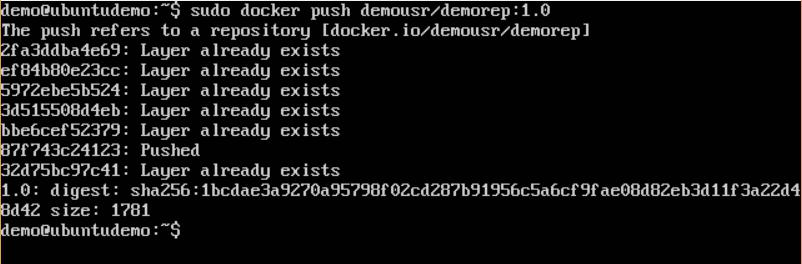 demo@ubuntudemo:~$ sudo docker push demousr/demorep:1.0
The push refers to a repository [docker.io/demousr/demorep]
2fa3ddba4e69: Layer already exists
ef84b80e23cc: Layer already exists
5972ebe5b524: Layer already exists
3d515508d4eb: Layer already exists
bbe6cef52379: Layer already exists
87f743c24123: Pushed
32d75bc97c41: Layer already exists
1.0: digest: sha256:1bcdae3a9270a95798f02cd287b91956c5a6cf9fae08d82eb3d11f3a22d4
8d42 size: 1781
demo@ubuntudemo:~$